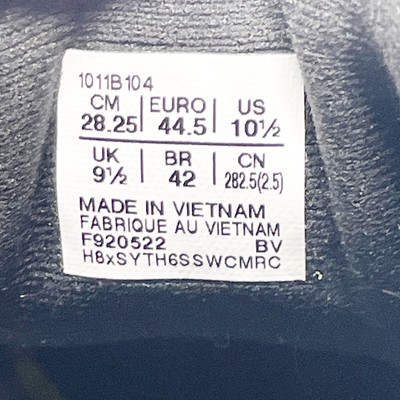 1011B104
CM | EURO | US
28.25 | 44.5 | 10½
UK | BR | CN
9½ | 42 | 282.5(2.5)
MADE IN VIETNAM
FABRIQUE AU VIETNAM
F920522 BV
H8xSYTH6SSWCMRC